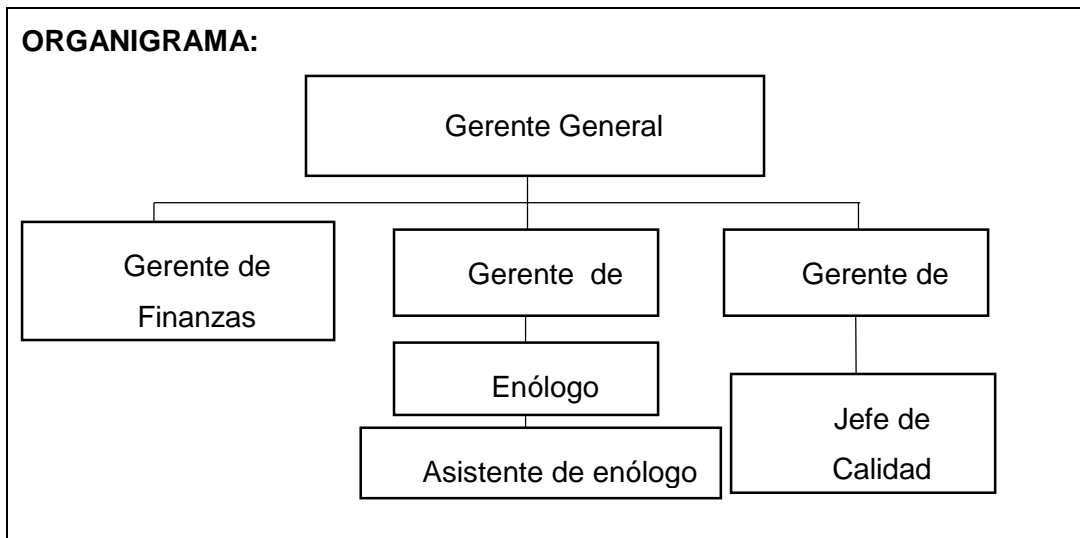 ORGANIGRAMA:
Gerente General
Gerente de
Finanzas
Gerente de
Gerente de
Enólogo
Asistente de enólogo
Jefe de
Calidad